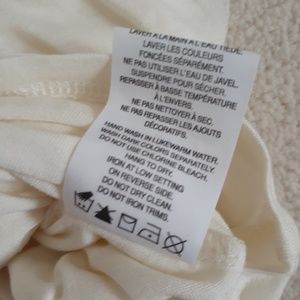 LAVER À LA MAIN À L'EAU TIÈDE.
LAVER LES COULEURS
FONCÉES SÉPARÉMENT.
NE PAS UTILISER D'EAU DE JAVEL.
SUSPENDRE POUR SÉCHER.
REPASSER À BASSE TEMPÉRATURE
À L'ENVERS.
NE PAS NETTOYER À SEC.
NE PAS REPASSER LES AJOUTS
DÉCORATIFS.
HAND WASH IN LUKEWARM WATER.
WASH DARK COLORS SEPARATELY.
DO NOT USE CHLORINE BLEACH.
HANG TO DRY.
IRON AT LOW SETTING
ON REVERSE SIDE.
DO NOT DRY CLEAN.
DO NOT IRON TRIMS.